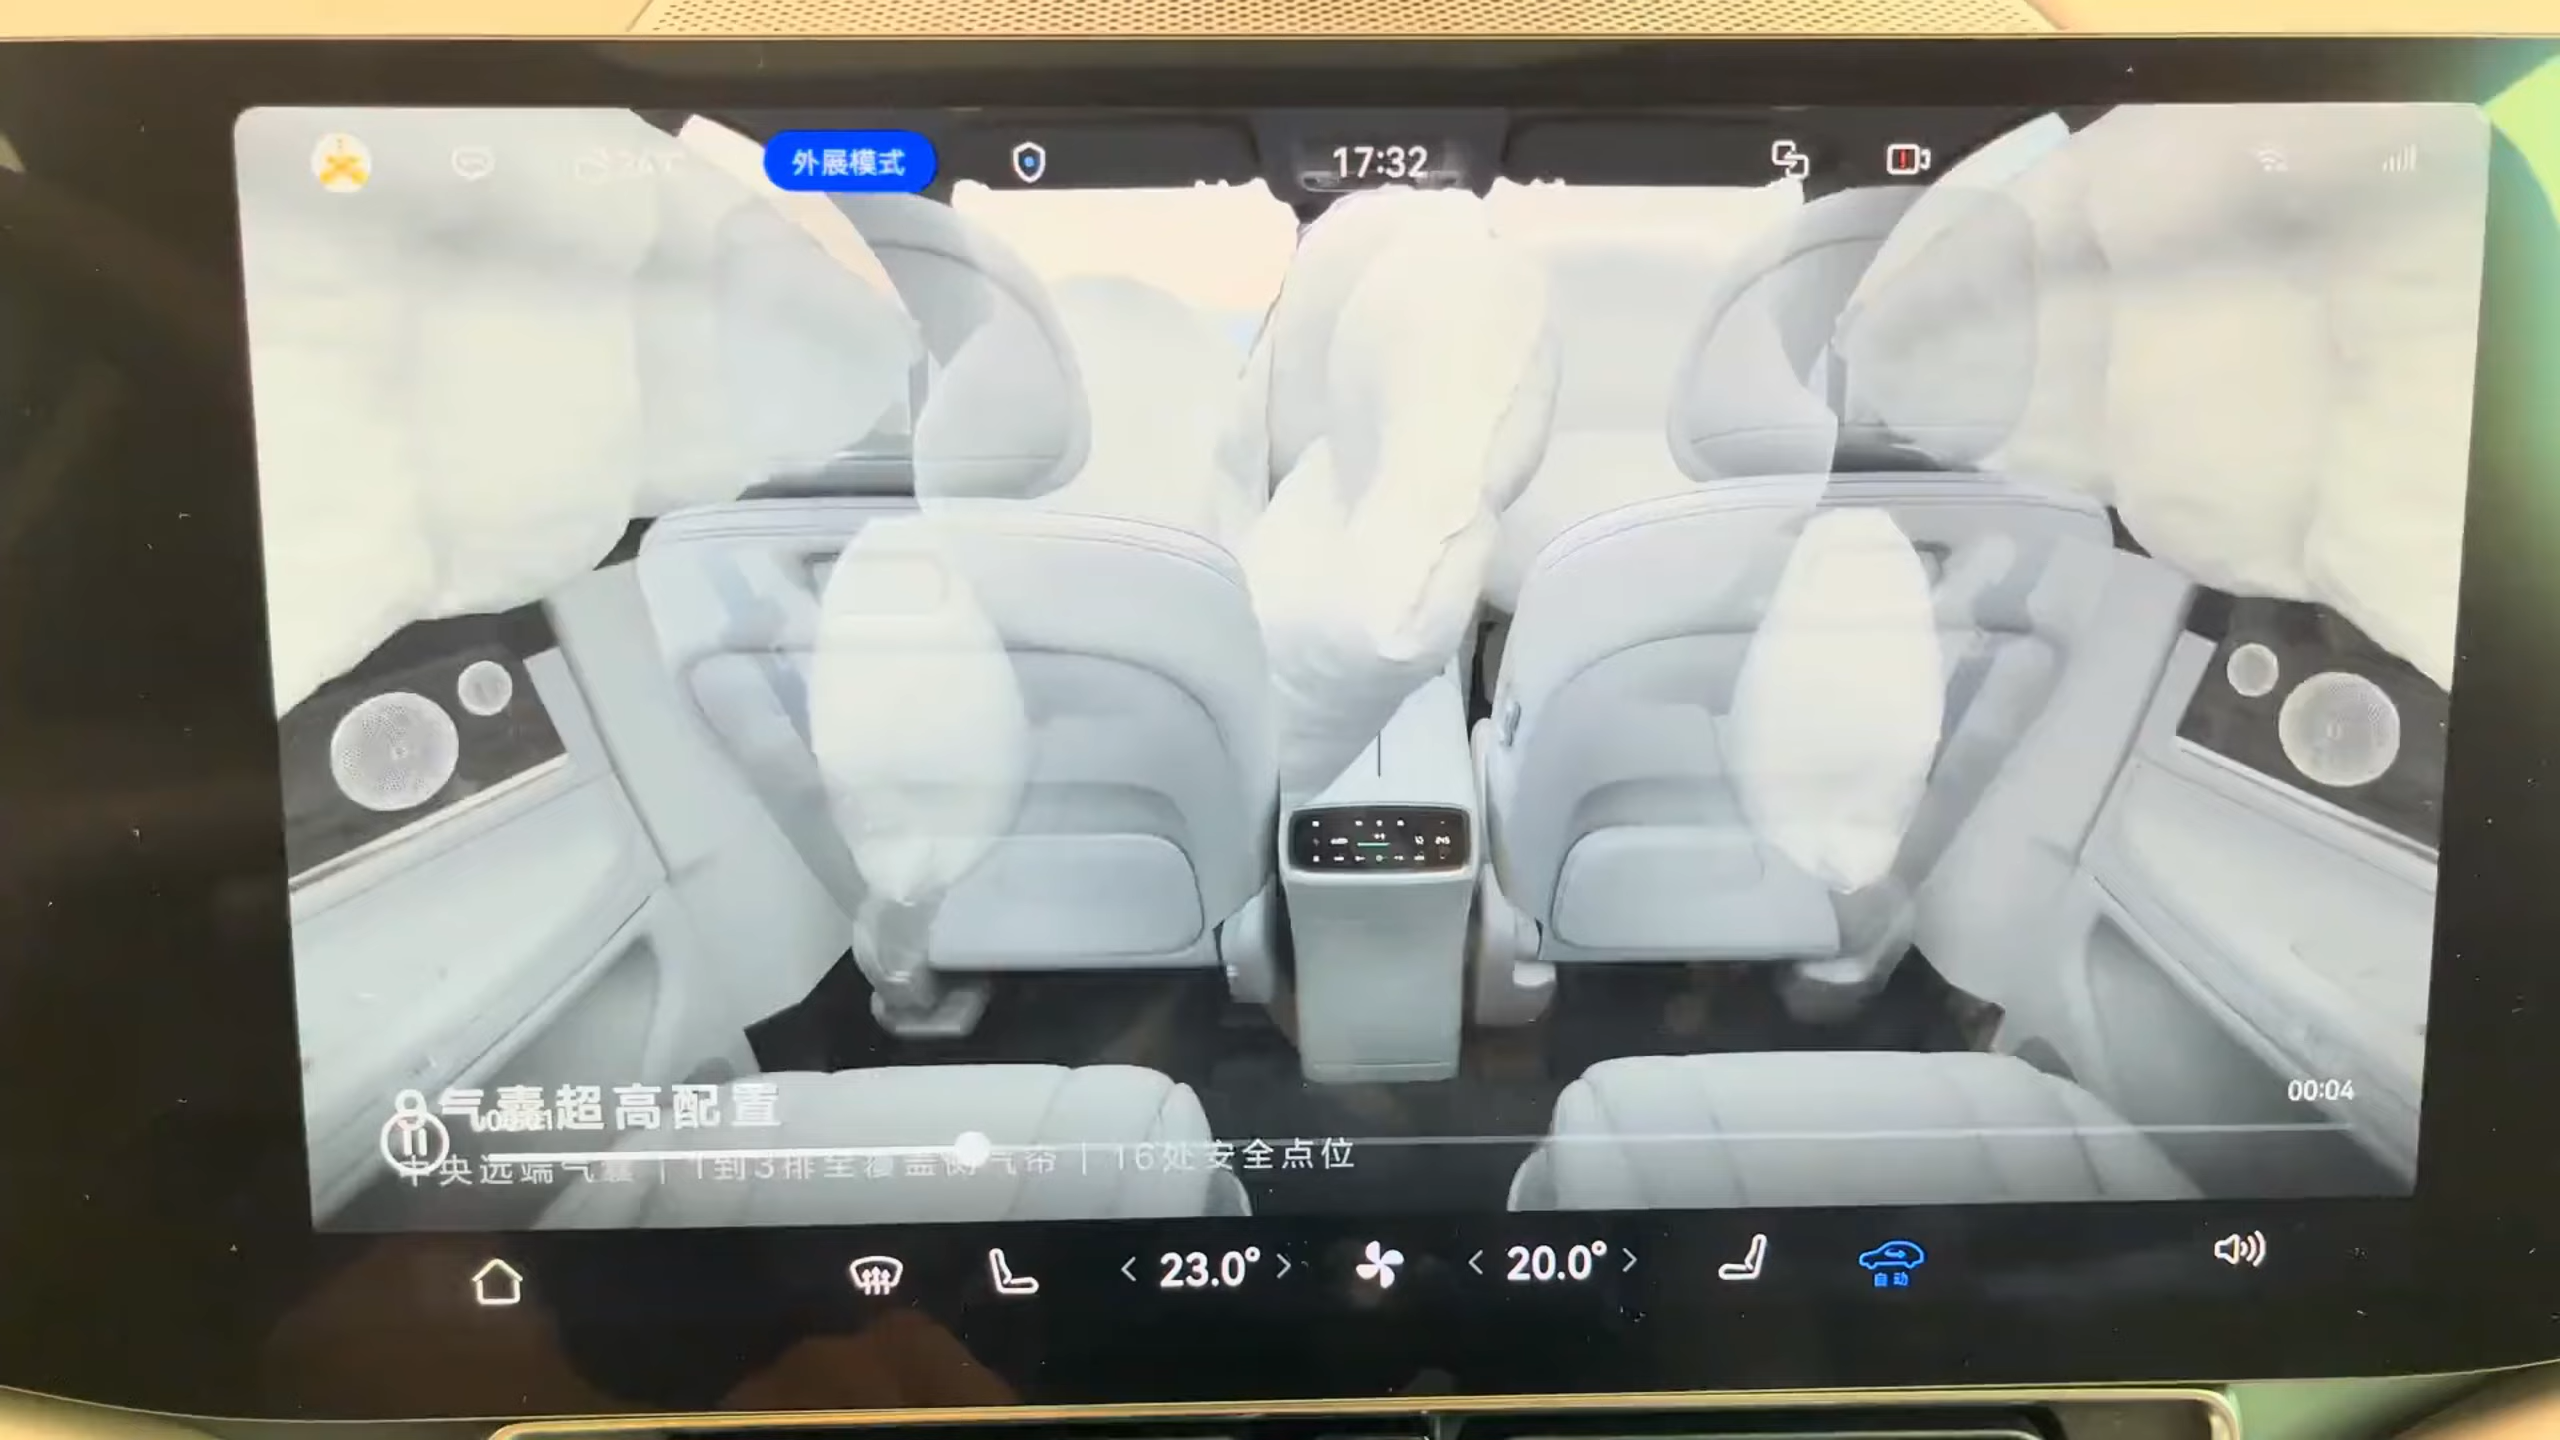 外展模式
17:32
9气囊超高配置
00:04
中央远端气囊 | 1到3排全覆盖侧气帘 | 16处安全点位
< 23.0° >
< 20.0° >
自动